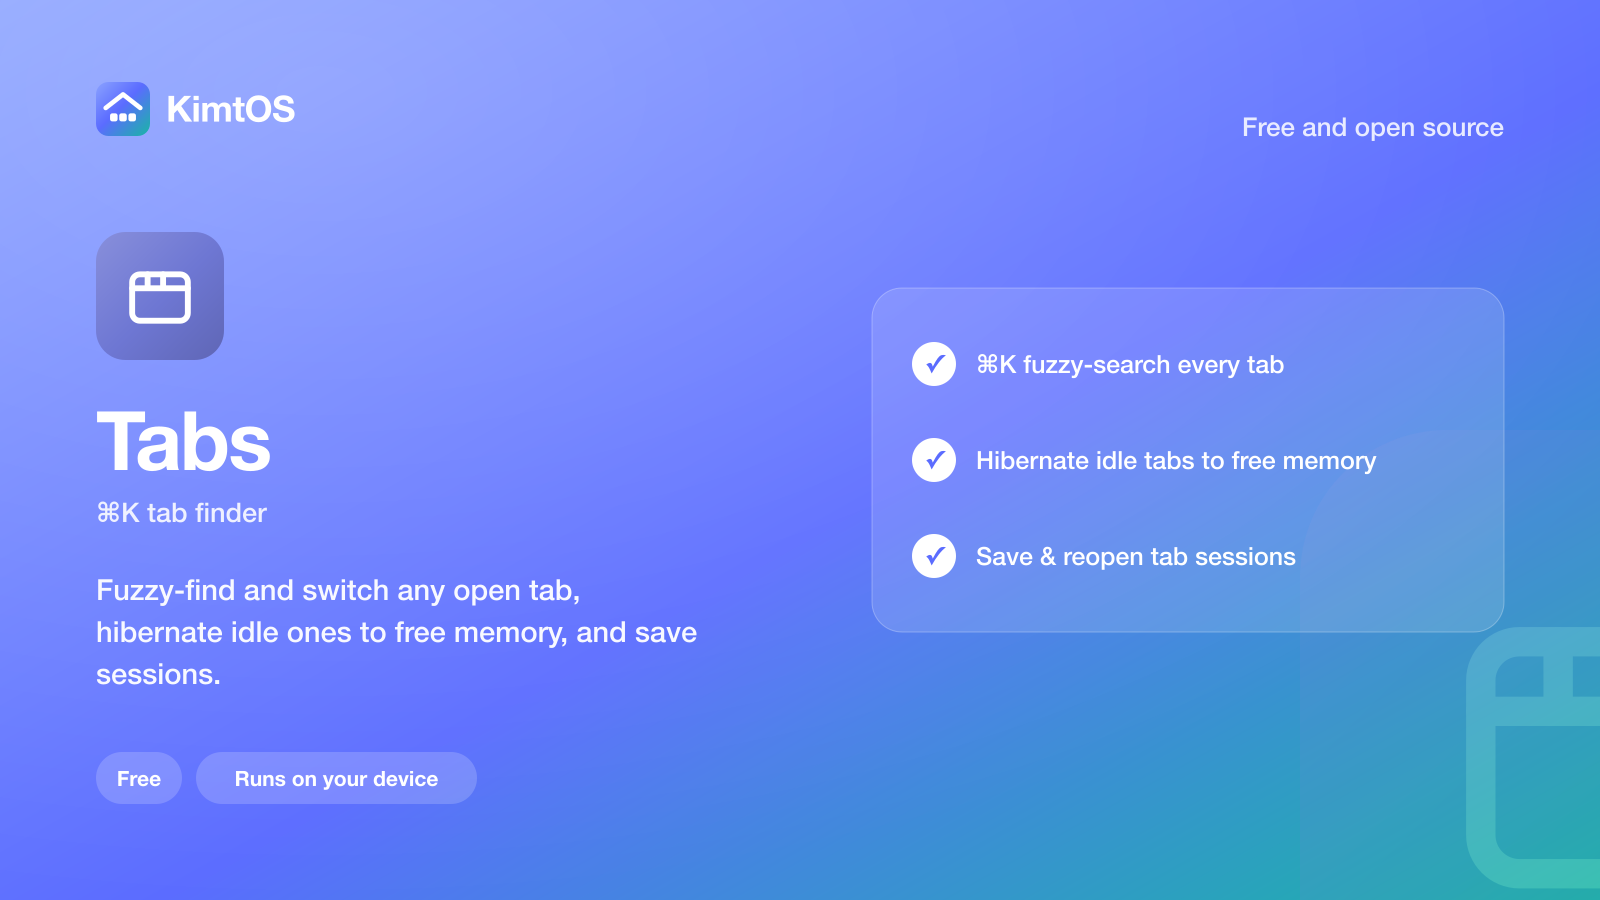 KimtOS
Free and open source
Tabs
⌘K tab finder
Fuzzy-find and switch any open tab,
hibernate idle ones to free memory, and save
sessions.
Free
Runs on your device
⌘K fuzzy-search every tab
Hibernate idle tabs to free memory
Save & reopen tab sessions